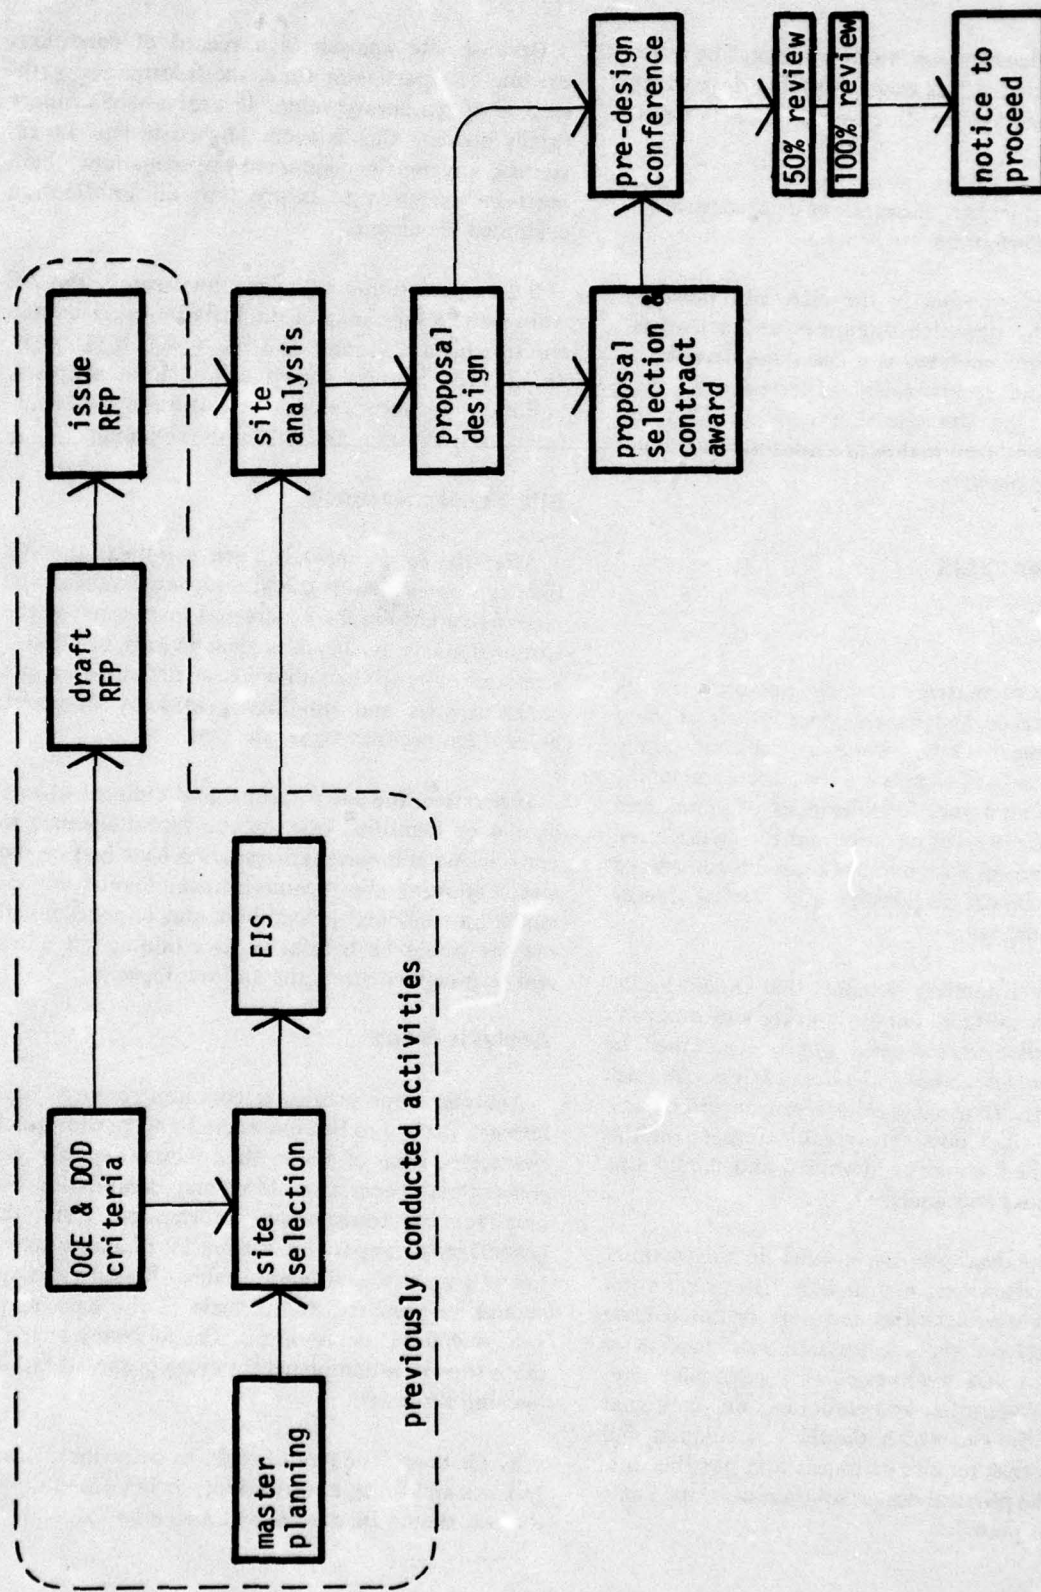 OCE & DOD
criteria
draft
RFP
issue
RFP
master
planning
site
selection
EIS
site
analysis
previously conducted activities
proposal
design
proposal
selection &
contract
award
pre-design
conference
50% review
100% review
notice to
proceed